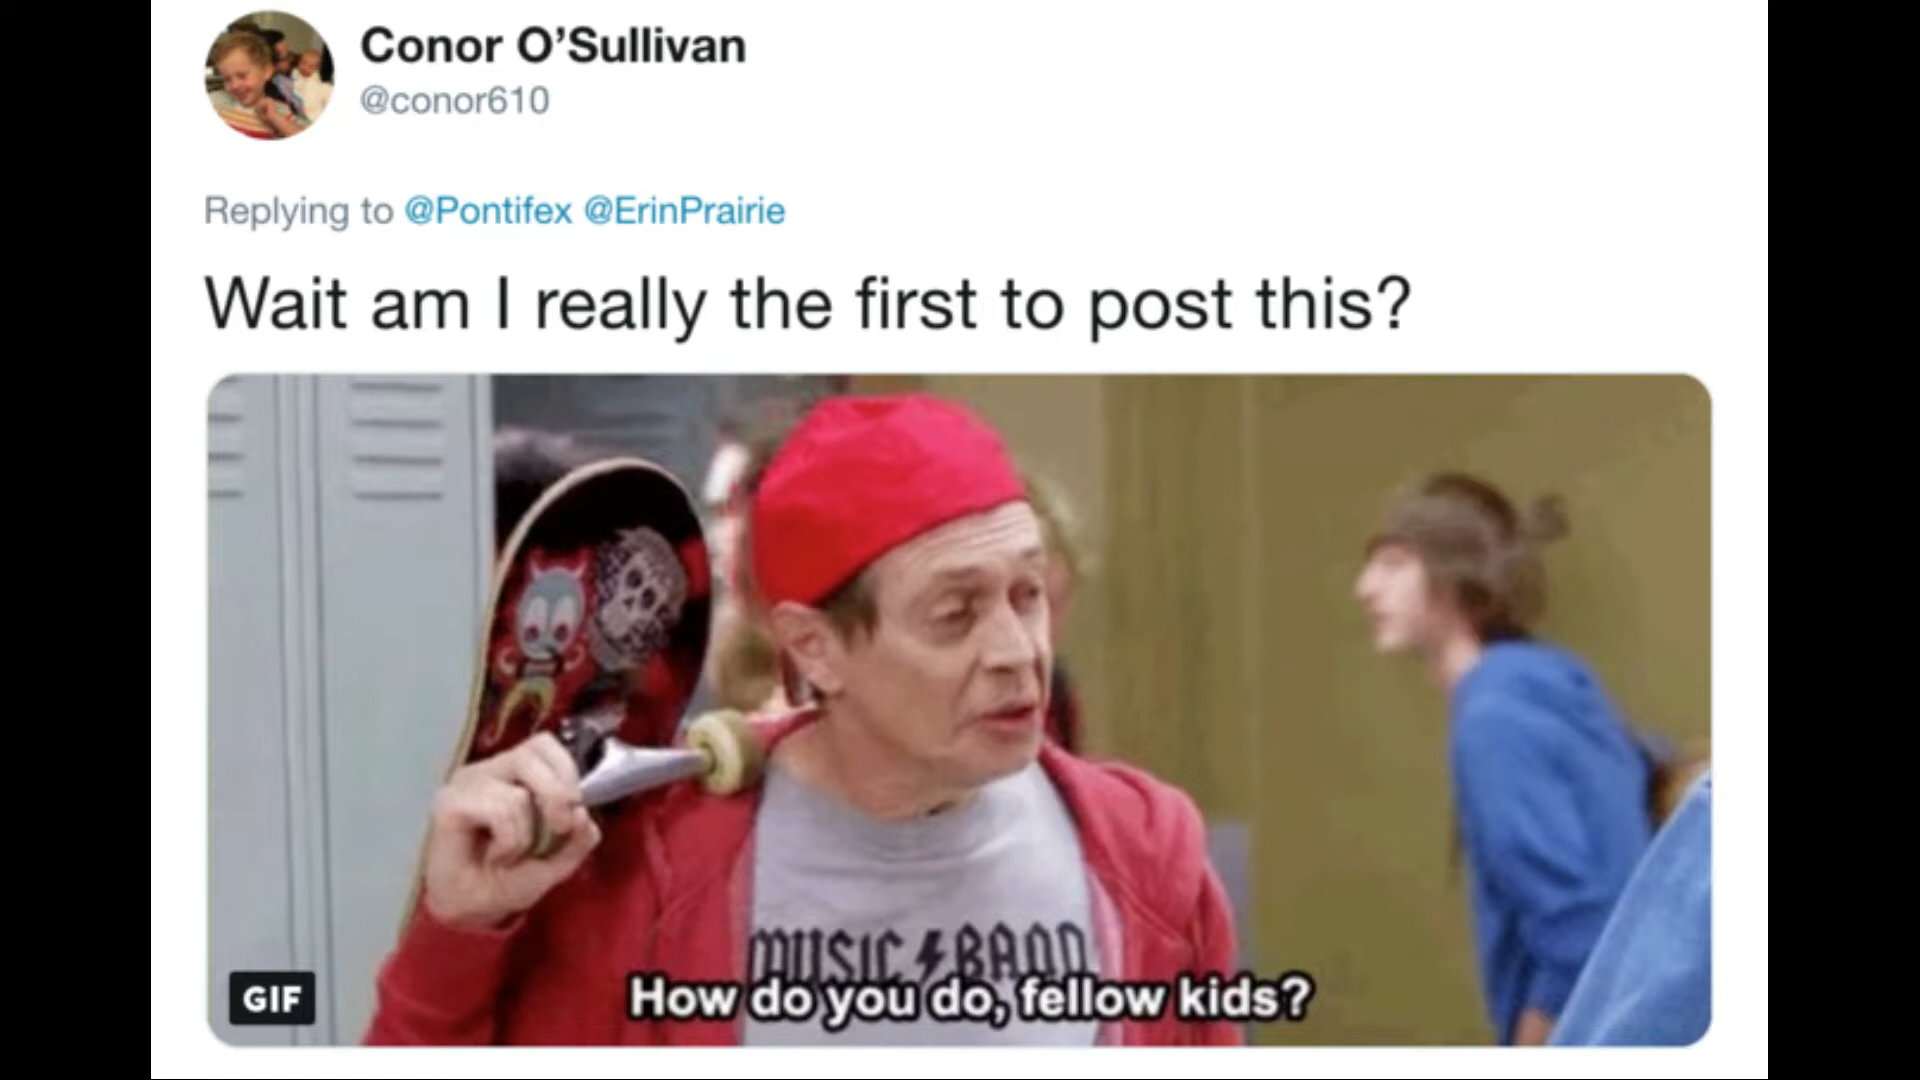 Conor O’Sullivan
@conor610
Replying to @Pontifex @ErinPrairie
Wait am I really the first to post this?
MUSIC BAND
How do you do, fellow kids?
GIF